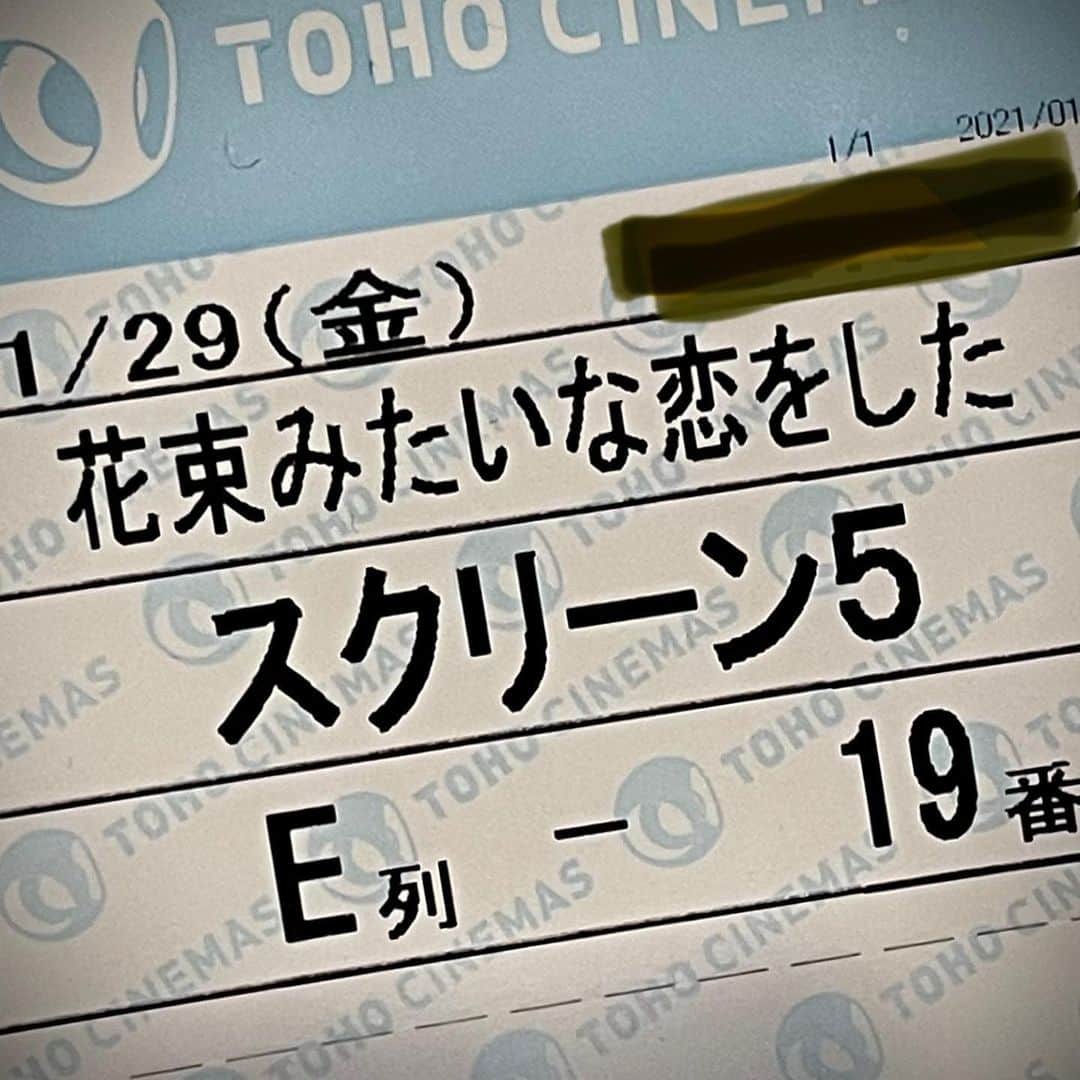 TOHO CINEMA
1/1 2021/01
1/29(金)
花束みたいな恋をした
スクリーン5
E列 - 19番